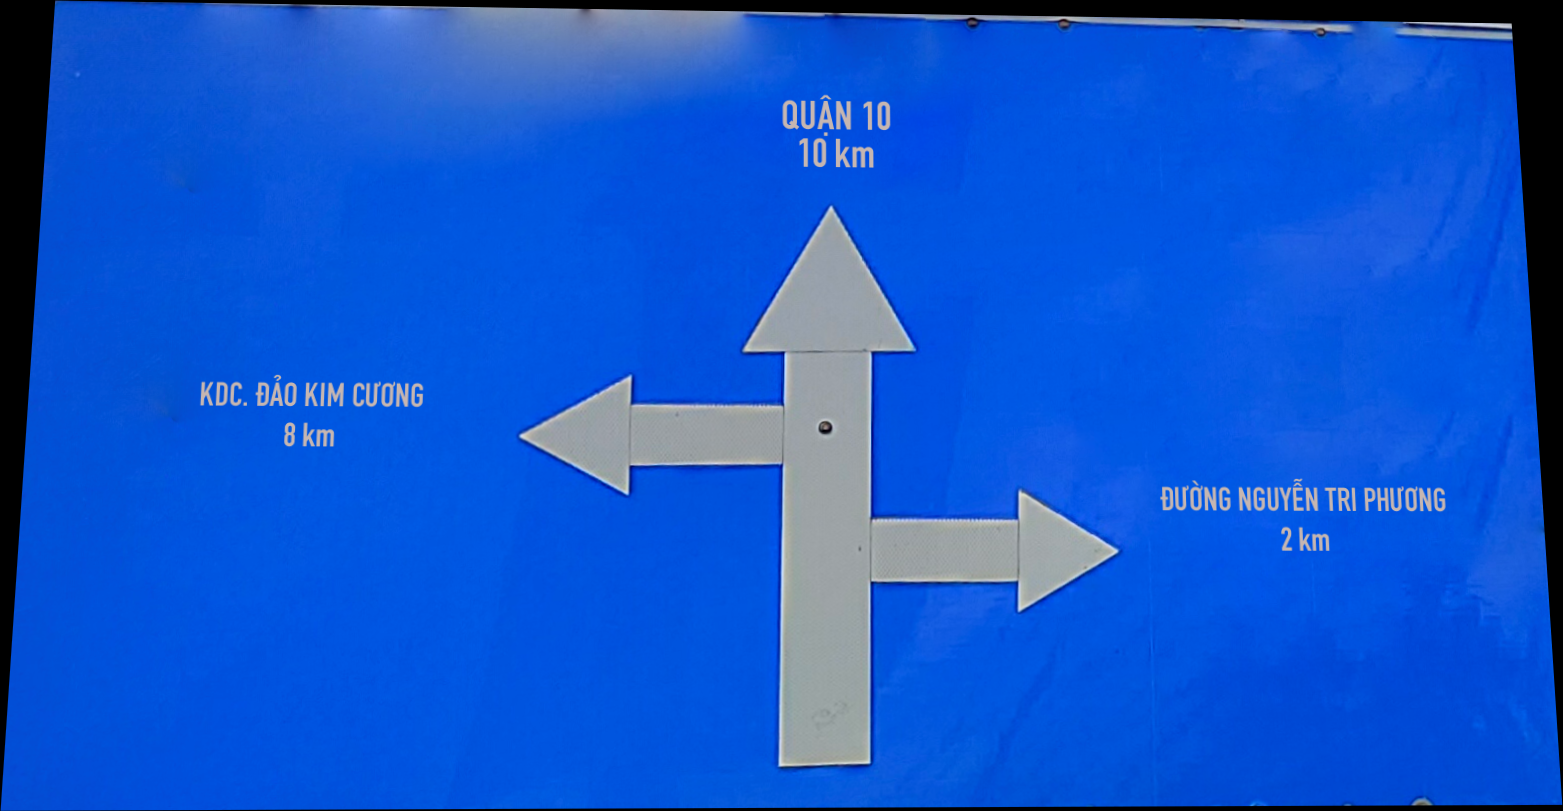 QUẬN 10
10 km
KDC. ĐẢO KIM CƯƠNG
8 km
ĐƯỜNG NGUYỄN TRI PHƯƠNG
2 km